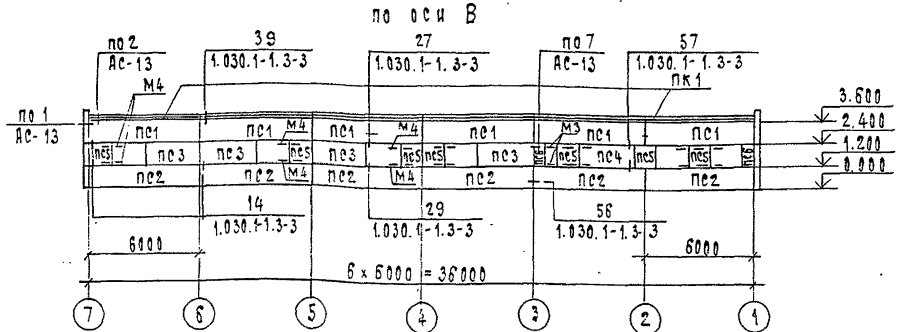 по оси В
по 2
АС-13
39
1.030.1-1.3-3
27
1.030.1-1.3-3
по 7
АС-13
57
1.030.1-1.3-3
М4
ПК1
по 1
АС-13
3.600
2.400
1.200
0.000
пс1 пс1 М4 пс1 М4 пс1 М3 пс1 пс1
пс5 пс3 пс3 пс5 пс3 пс5 пс5 пс3 пс6 пс5 пс4 пс5 пс5 пс6
пс2 пс2 М4 пс2 М4 пс2 пс2 пс2
14
1.030.1-1.3-3
29
1.030.1-1.3-3
56
1.030.1-1.3-3
6000
6000
6 х 6000 = 36000
7 6 5 4 3 2 1